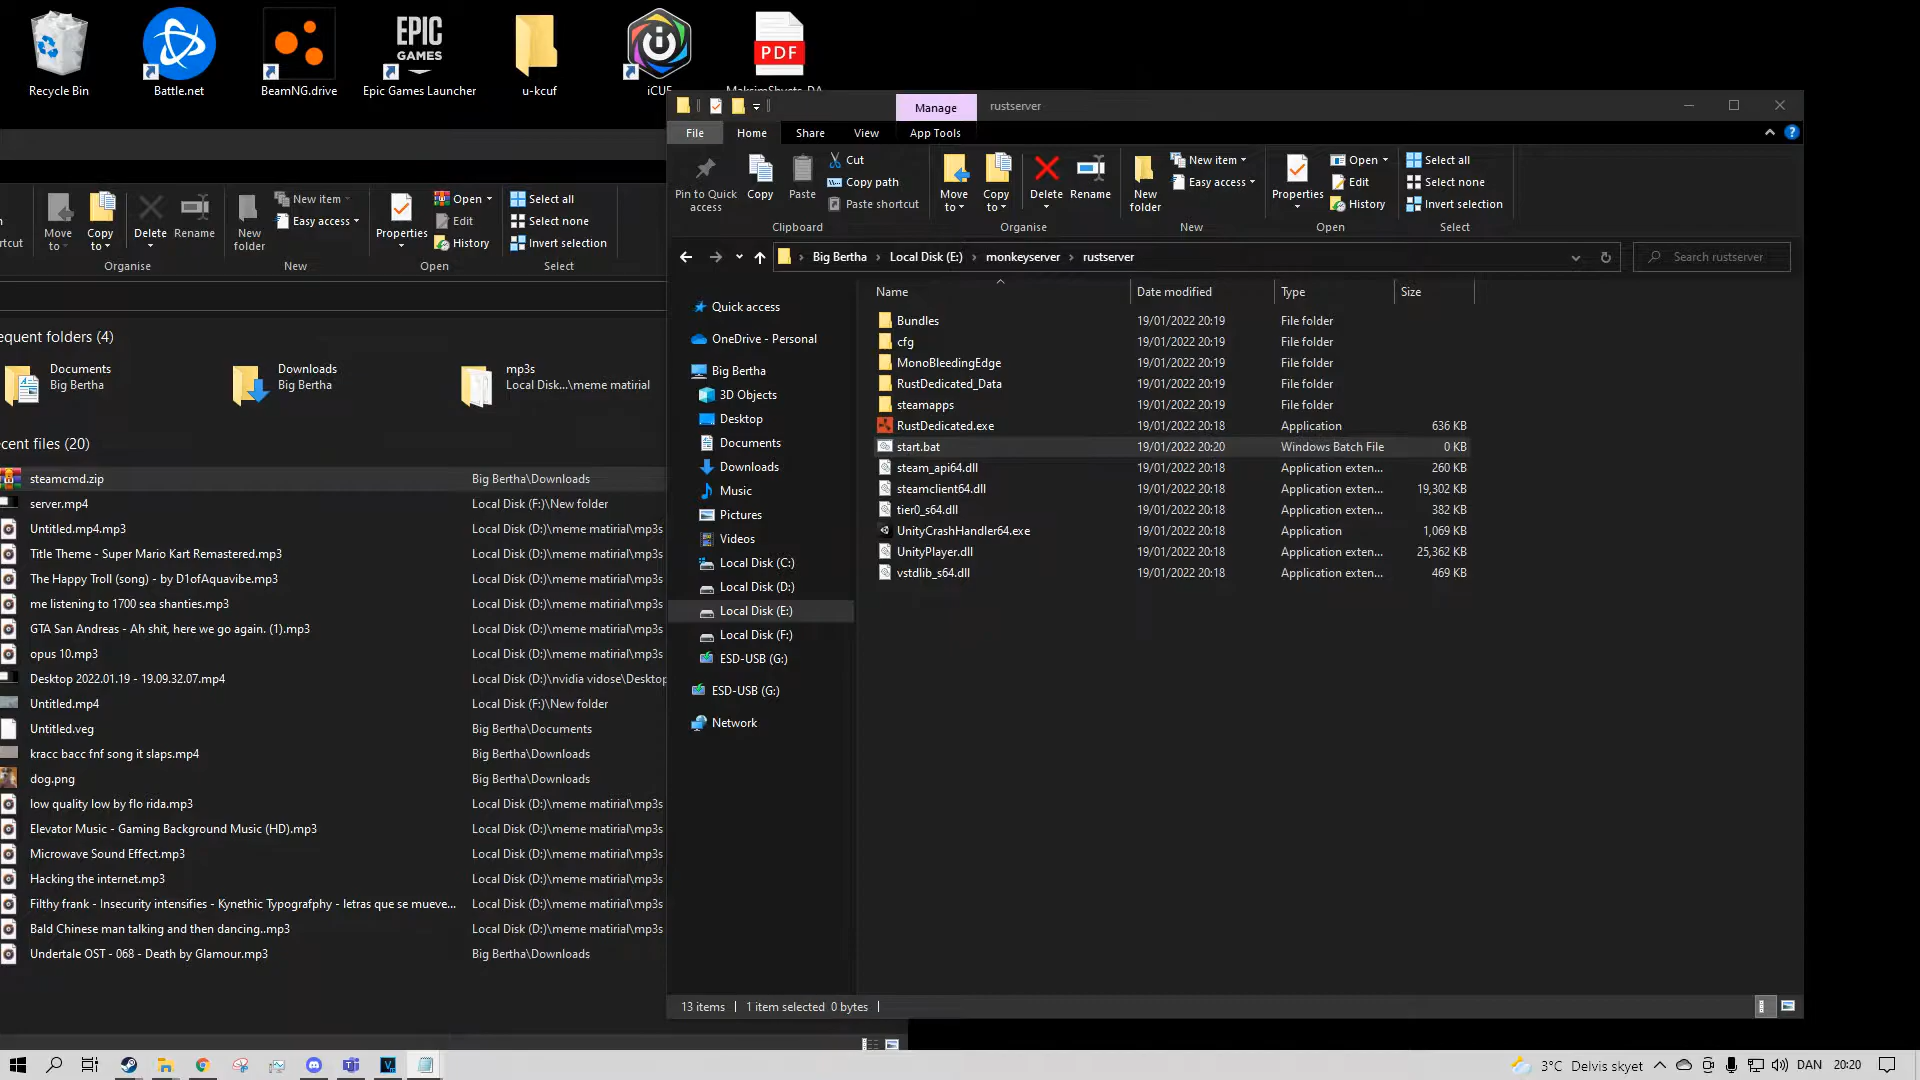 Recycle Bin
Battle.net
BeamNG.drive
EPIC
GAMES
Epic Games Launcher
u-kcuf
iCUE
PDF
Manage
rustserver
File
Home
Share
View
App Tools
Pin to Quick
access
Copy
Paste
Cut
Copy path
Paste shortcut
Clipboard
Move
to
Copy
to
Delete
Rename
Organise
New
folder
New item
Easy access
New
Properties
Open
Edit
History
Open
Select all
Select none
Invert selection
Select
Big Bertha
Local Disk (E:)
monkeyserver
rustserver
Search rustserver
Quick access
OneDrive - Personal
Big Bertha
3D Objects
Desktop
Documents
Downloads
Music
Pictures
Videos
Local Disk (C:)
Local Disk (D:)
Local Disk (E:)
Local Disk (F:)
ESD-USB (G:)
ESD-USB (G:)
Network
Name Date modified Type Size
Bundles 19/01/2022 20:19 File folder
cfg 19/01/2022 20:19 File folder
MonoBleedingEdge 19/01/2022 20:19 File folder
RustDedicated_Data 19/01/2022 20:19 File folder
steamapps 19/01/2022 20:19 File folder
RustDedicated.exe 19/01/2022 20:18 Application 636 KB
start.bat 19/01/2022 20:20 Windows Batch File 0 KB
steam_api64.dll 19/01/2022 20:18 Application exten... 260 KB
steamclient64.dll 19/01/2022 20:18 Application exten... 19,302 KB
tier0_s64.dll 19/01/2022 20:18 Application exten... 382 KB
UnityCrashHandler64.exe 19/01/2022 20:18 Application 1,069 KB
UnityPlayer.dll 19/01/2022 20:18 Application exten... 25,362 KB
vstdlib_s64.dll 19/01/2022 20:18 Application exten... 469 KB
13 items 1 item selected 0 bytes
rtcut
Move
to
Copy
to
Delete
Rename
Organise
New
folder
New item
Easy access
New
Properties
Open
Edit
History
Open
Select all
Select none
Invert selection
Select
equent folders (4)
Documents
Big Bertha
Downloads
Big Bertha
mp3s
Local Disk...\meme matirial
cent files (20)
steamcmd.zip Big Bertha\Downloads
server.mp4 Local Disk (F:)\New folder
Untitled.mp4.mp3 Local Disk (D:)\meme matirial\mp3s
Title Theme - Super Mario Kart Remastered.mp3 Local Disk (D:)\meme matirial\mp3s
The Happy Troll (song) - by D1ofAquavibe.mp3 Local Disk (D:)\meme matirial\mp3s
me listening to 1700 sea shanties.mp3 Local Disk (D:)\meme matirial\mp3s
GTA San Andreas - Ah shit, here we go again. (1).mp3 Local Disk (D:)\meme matirial\mp3s
opus 10.mp3 Local Disk (D:)\meme matirial\mp3s
Desktop 2022.01.19 - 19.09.32.07.mp4 Local Disk (D:)\nvidia vidose\Desktop
Untitled.mp4 Local Disk (F:)\New folder
Untitled.veg Big Bertha\Documents
kracc bacc fnf song it slaps.mp4 Big Bertha\Downloads
dog.png Big Bertha\Downloads
low quality low by flo rida.mp3 Local Disk (D:)\meme matirial\mp3s
Elevator Music - Gaming Background Music (HD).mp3 Local Disk (D:)\meme matirial\mp3s
Microwave Sound Effect.mp3 Local Disk (D:)\meme matirial\mp3s
Hacking the internet.mp3 Local Disk (D:)\meme matirial\mp3s
Filthy frank - Insecurity intensifies - Kynethic Typografphy - letras que se mueve... Local Disk (D:)\meme matirial\mp3s
Bald Chinese man talking and then dancing..mp3 Local Disk (D:)\meme matirial\mp3s
Undertale OST - 068 - Death by Glamour.mp3 Big Bertha\Downloads
3°C Delvis skyet
DAN
20:20